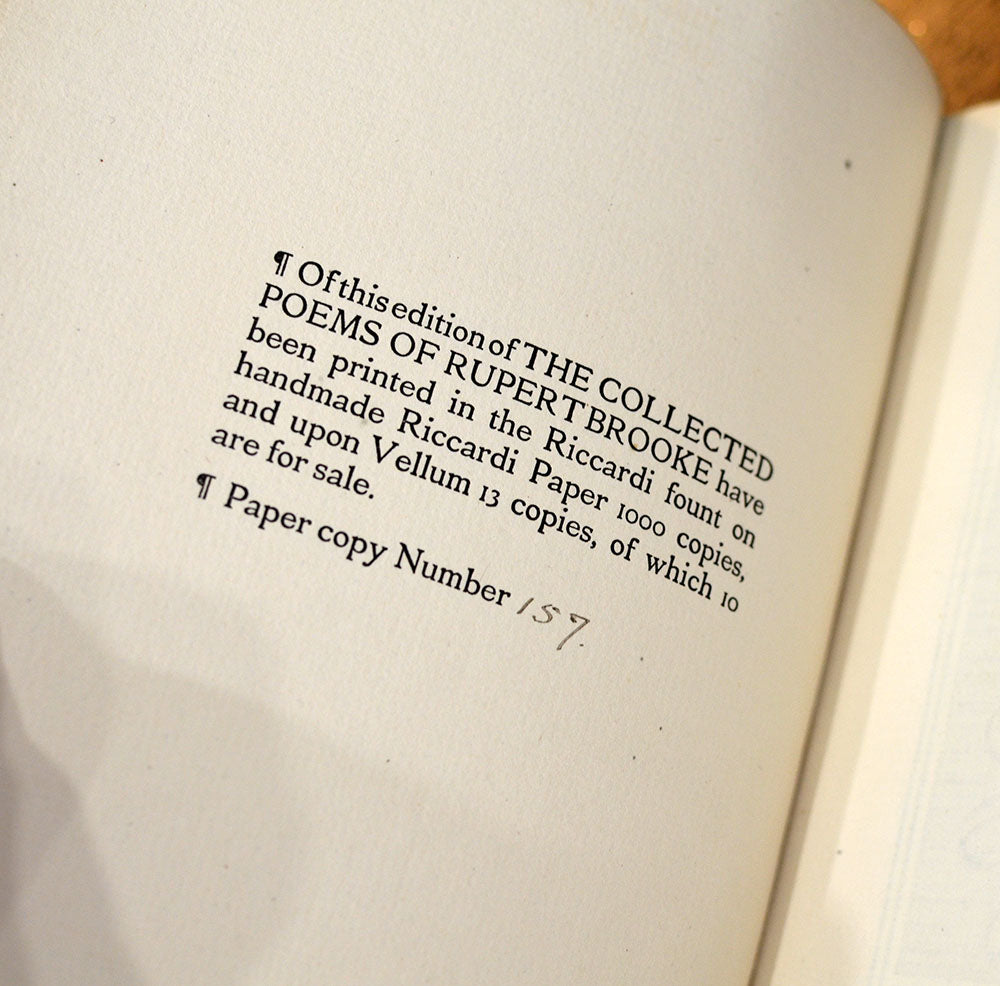 ¶ Of this edition of THE COLLECTED
POEMS OF RUPERT BROOKE have
been printed in the Riccardi fount on
handmade Riccardi Paper 1000 copies,
and upon Vellum 13 copies, of which 10
are for sale.
¶ Paper copy Number 157.